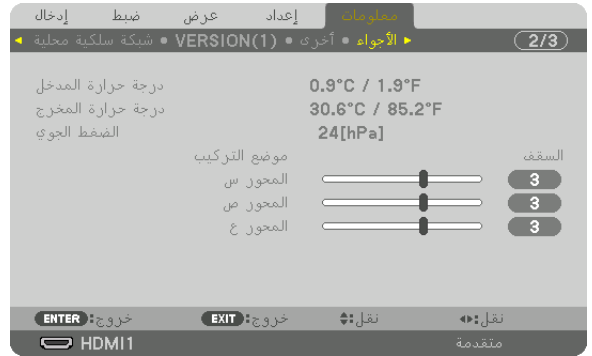 إدخال ضبط عرض إعداد معلومات
◄ شبكة سلكية محلية • VERSION(1) • أخرى • الأجواء ► 2/3
درجة حرارة المدخل 0.9°C / 1.9°F
درجة حرارة المخرج 30.6°C / 85.2°F
الضغط الجوي 24[hPa]
موضع التركيب السقف
المحور س 3
المحور ص 3
المحور ع 3
ENTER :خروج EXIT :خروج نقل: نقل:
HDMI1 متقدمة